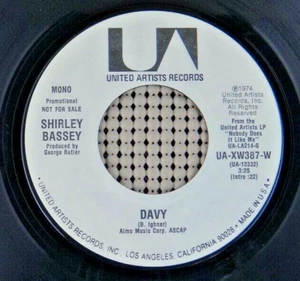 UA
UNITED ARTISTS RECORDS
MONO
Promotional
NOT FOR SALE
SHIRLEY
BASSEY
Produced by
George Butler
℗1974
United Artists
Records, Inc.
All Rights
Reserved
From the
United Artists LP
"Nobody Does
It Like Me"
UA-LA214-G
UA-XW387-W
(UA-13332)
3:25
(Intro :22)
DAVY
(B. Ighner)
Almo Music Corp. ASCAP
UNITED ARTISTS RECORDS, INC. LOS ANGELES, CALIFORNIA 90028 • MADE IN U.S.A.